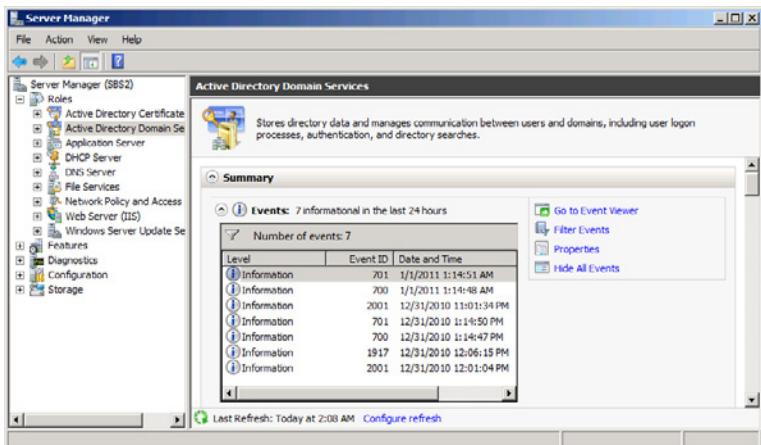 Server Manager
File Action View Help
Server Manager (SBS2)
Roles
Active Directory Certificate
Active Directory Domain Se
Application Server
DHCP Server
DNS Server
File Services
Network Policy and Access
Web Server (IIS)
Windows Server Update Se
Features
Diagnostics
Configuration
Storage
Active Directory Domain Services
Stores directory data and manages communication between users and domains, including user logon
processes, authentication, and directory searches.
Summary
Events: 7 informational in the last 24 hours
Number of events: 7
Level Event ID Date and Time
Information 701 1/1/2011 1:14:51 AM
Information 700 1/1/2011 1:14:48 AM
Information 2001 12/31/2010 11:01:34 PM
Information 701 12/31/2010 1:14:50 PM
Information 700 12/31/2010 1:14:47 PM
Information 1917 12/31/2010 12:06:15 PM
Information 2001 12/31/2010 12:01:04 PM
Go to Event Viewer
Filter Events
Properties
Hide All Events
Last Refresh: Today at 2:08 AM Configure refresh